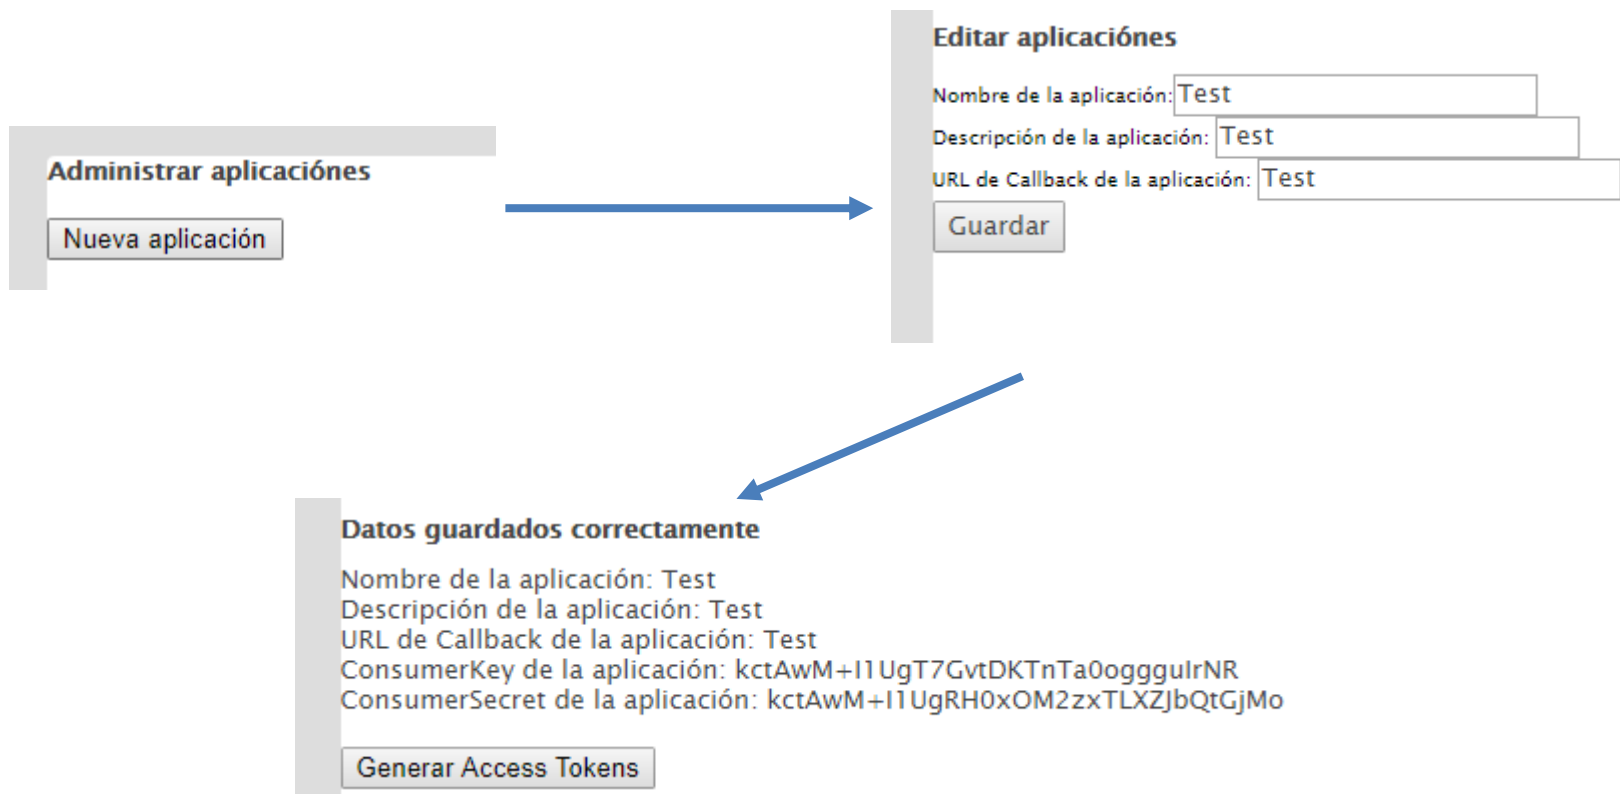 Administrar aplicaciónes
Nueva aplicación
Editar aplicaciónes
Nombre de la aplicación: Test
Descripción de la aplicación: Test
URL de Callback de la aplicación: Test
Guardar
Datos guardados correctamente
Nombre de la aplicación: Test
Descripción de la aplicación: Test
URL de Callback de la aplicación: Test
ConsumerKey de la aplicación: kctAwM+I1UgT7GvtDKTnTa0oggguIrNR
ConsumerSecret de la aplicación: kctAwM+I1UgRH0xOM2zxTLXZJbQtGjMo
Generar Access Tokens